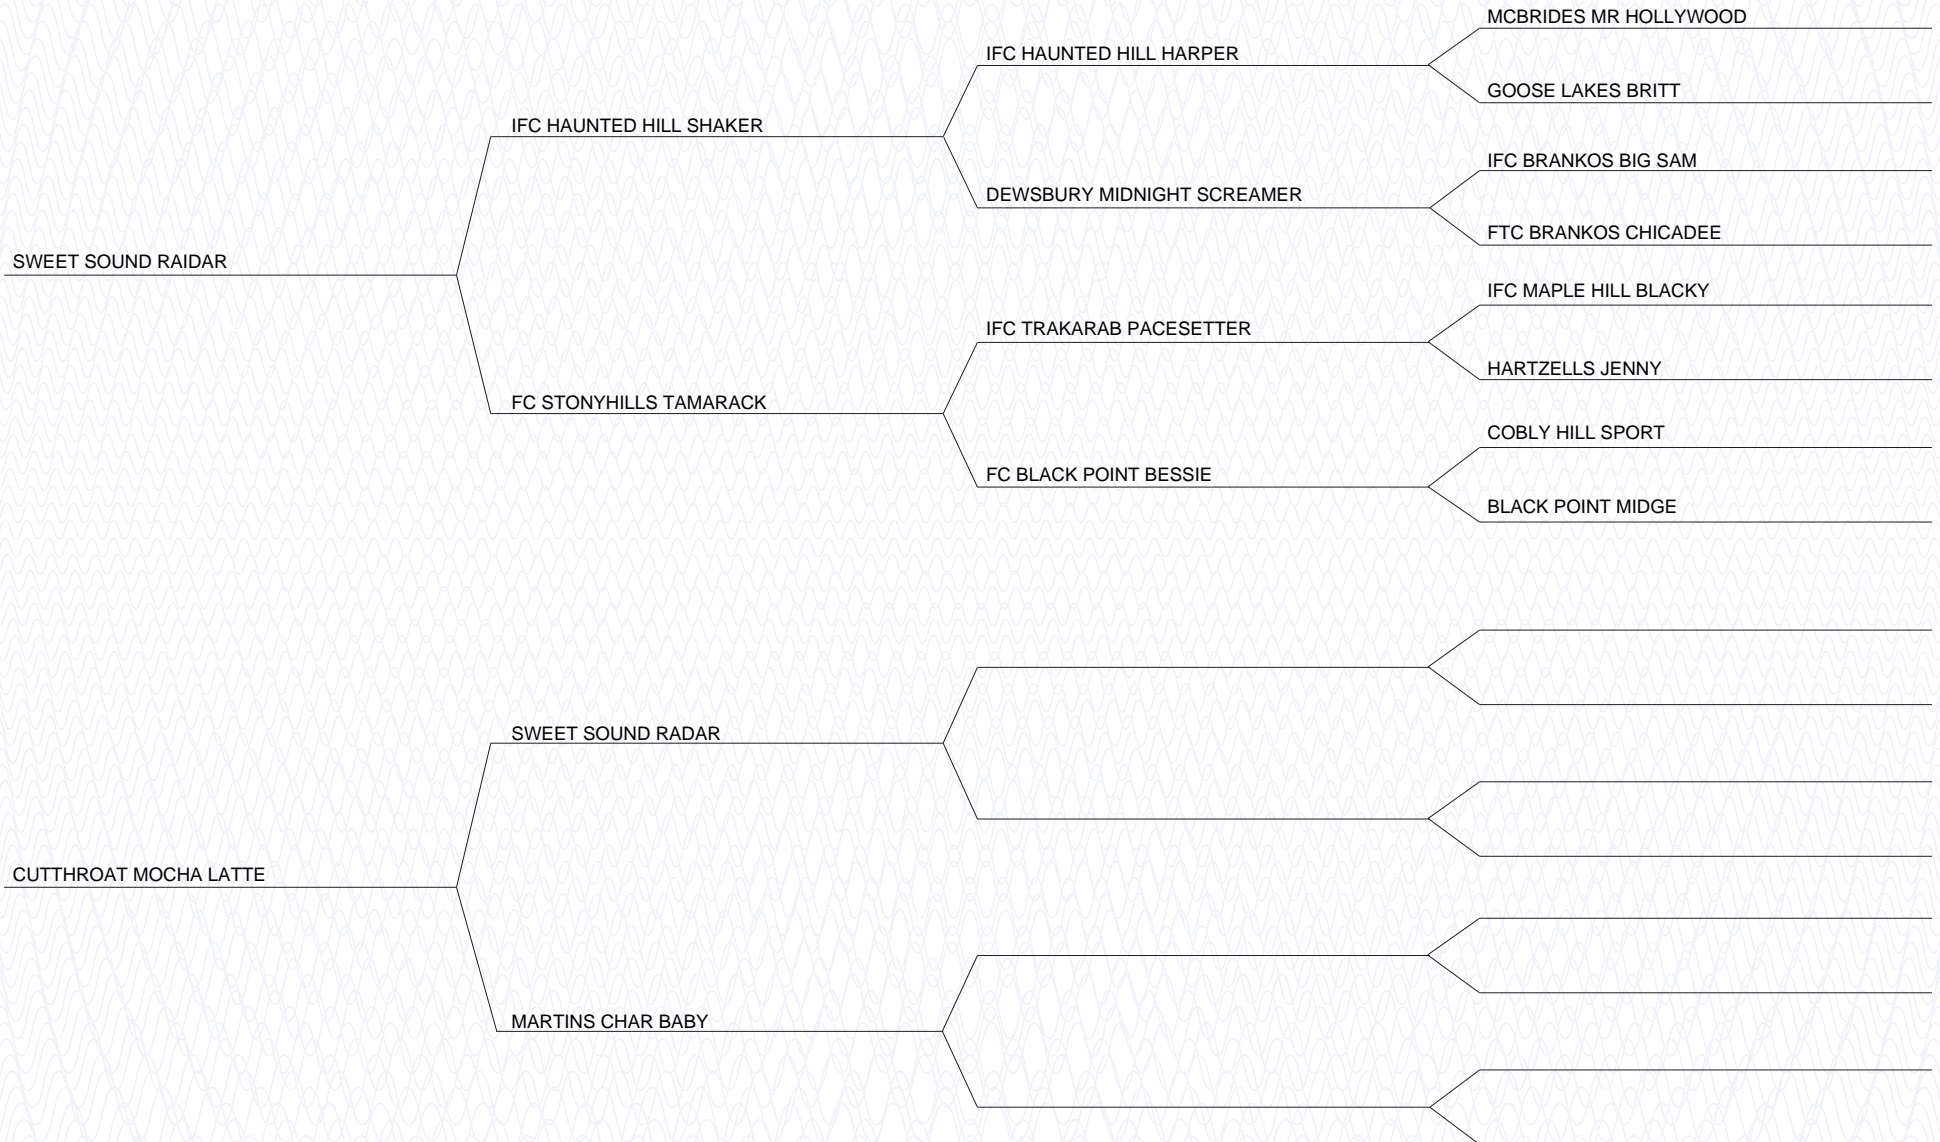 MCBRIDES MR HOLLYWOOD
IFC HAUNTED HILL HARPER
GOOSE LAKES BRITT
IFC HAUNTED HILL SHAKER
IFC BRANKOS BIG SAM
DEWSBURY MIDNIGHT SCREAMER
FTC BRANKOS CHICADEE
SWEET SOUND RAIDAR
IFC MAPLE HILL BLACKY
IFC TRAKARAB PACESETTER
HARTZELLS JENNY
FC STONYHILLS TAMARACK
COBLY HILL SPORT
FC BLACK POINT BESSIE
BLACK POINT MIDGE
SWEET SOUND RADAR
CUTTHROAT MOCHA LATTE
MARTINS CHAR BABY